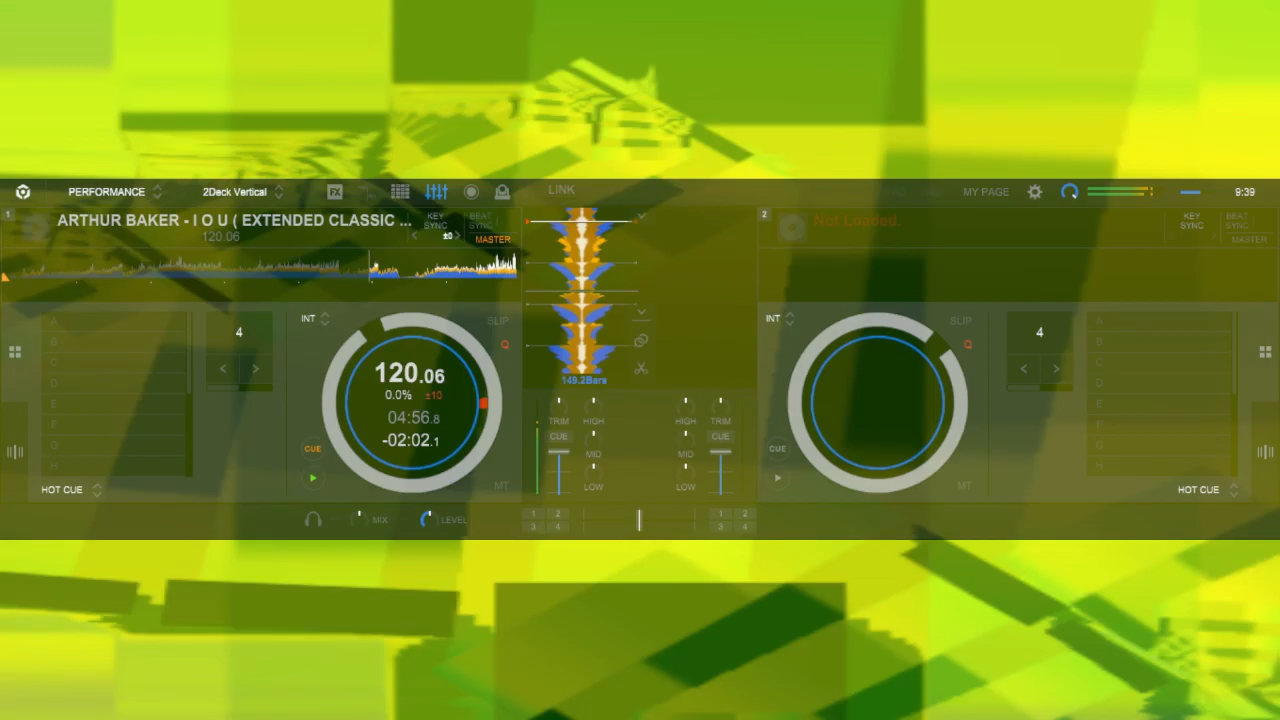 PERFORMANCE 2Deck Vertical FX LINK MY PAGE 9:39
1 ARTHUR BAKER - I O U ( EXTENDED CLASSIC ... KEY SYNC BEAT SYNC
120.06 ±0 MASTER
2 Not Loaded KEY SYNC BEAT SYNC
MASTER
INT SLIP
4
Q
A
B
C
D
E
F
G
H
HOT CUE
120.06
0.0% ±10
04:56.8
-02:02.1
CUE
MT
149.2Bars
TRIM HIGH HIGH TRIM
CUE CUE
MID MID
LOW LOW
INT SLIP
4
Q
A
B
C
D
E
F
G
H
CUE
MT
HOT CUE
MIX LEVEL
1 2 1 2
3 4 3 4